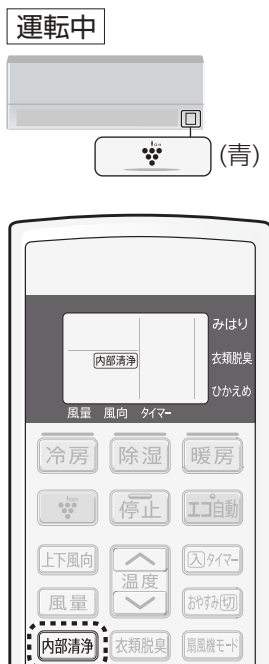 運転中
ion
(青)
みはり
内部清浄
衣類脱臭
ひかえめ
風量 風向 タイマー
冷房 除湿 暖房
ion
停止 エコ自動
上下風向 入タイマー
温度
風量 おやすみ切
内部清浄 衣類脱臭 扇風機モード